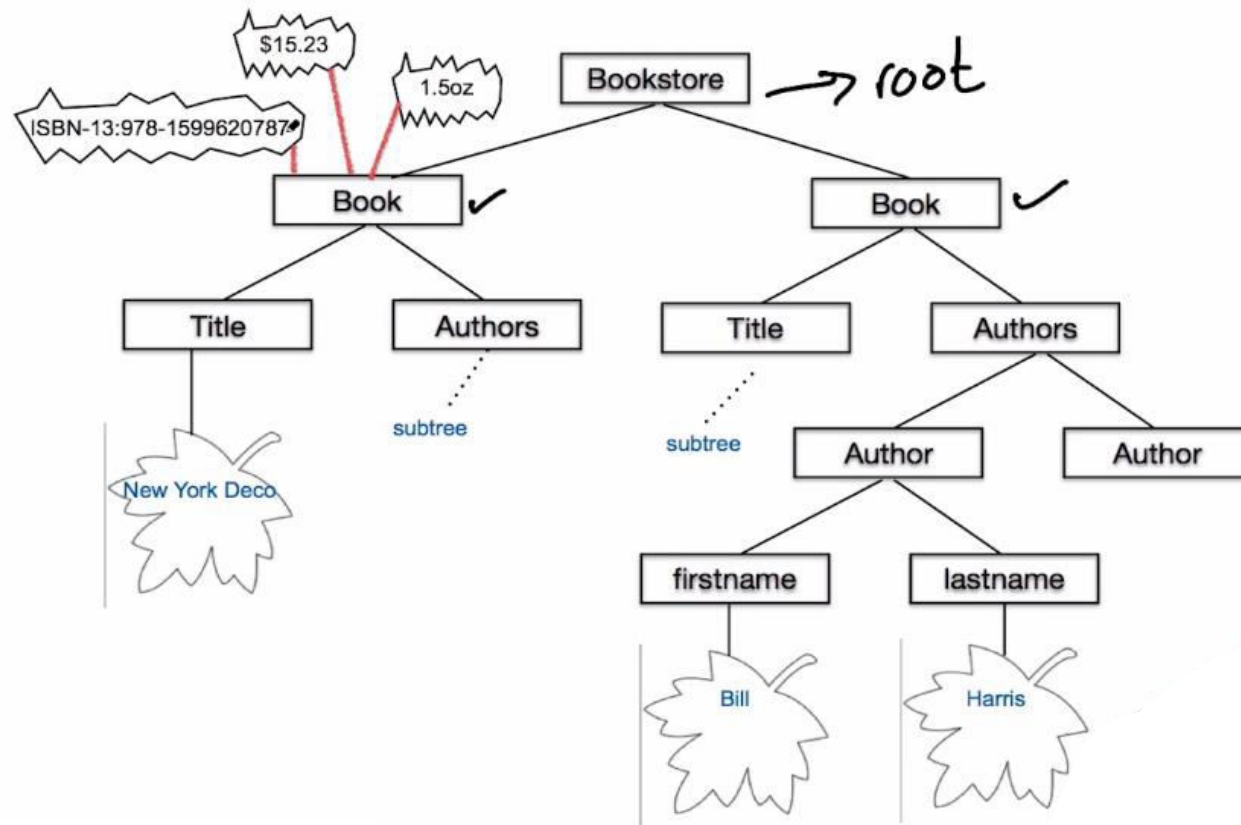 $15.23
1.5oz
ISBN-13:978-1599620787
Bookstore
root
Book
Book
Title
Authors
Title
Authors
subtree
subtree
Author
Author
New York Deco
firstname
lastname
Bill
Harris